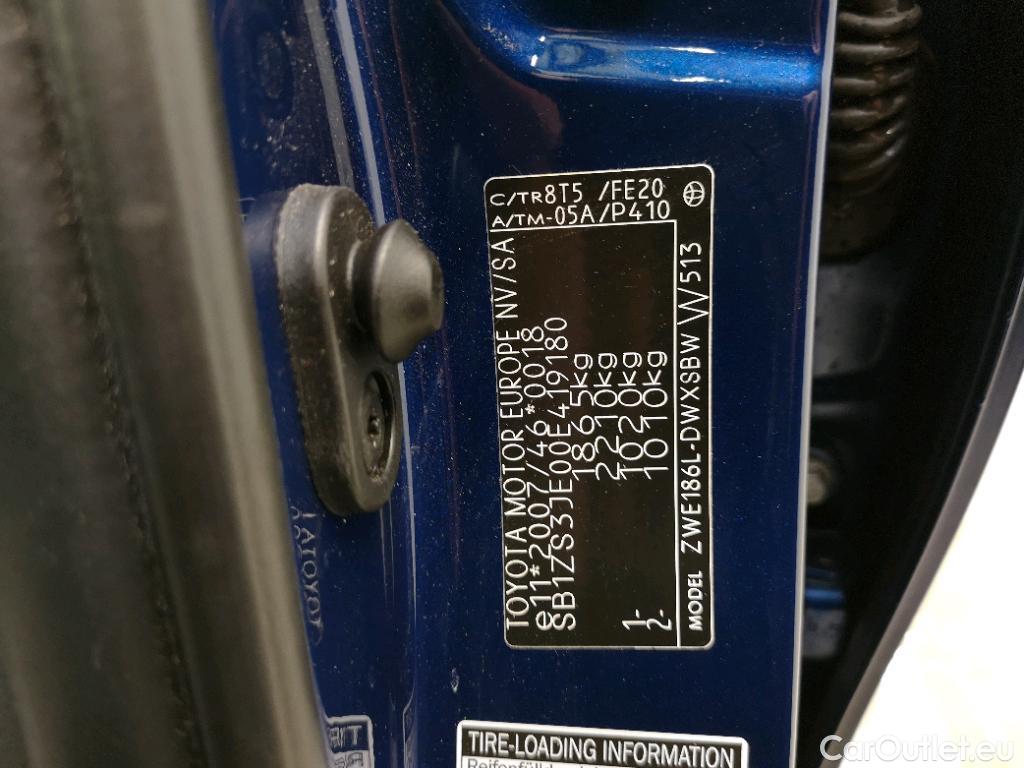 TOYOTA MOTOR EUROPE NV/SA
e11*2007/46*0018
SB1ZS3JE00E419180
1865kg
2210kg
1- 1020kg
2- 1010kg
C/TR8T5 /FE20
A/TM-05A/P410
MODEL ZWE186L-DWXSBW W 513
TIRE-LOADING INFORMATION
CarOutlet.eu